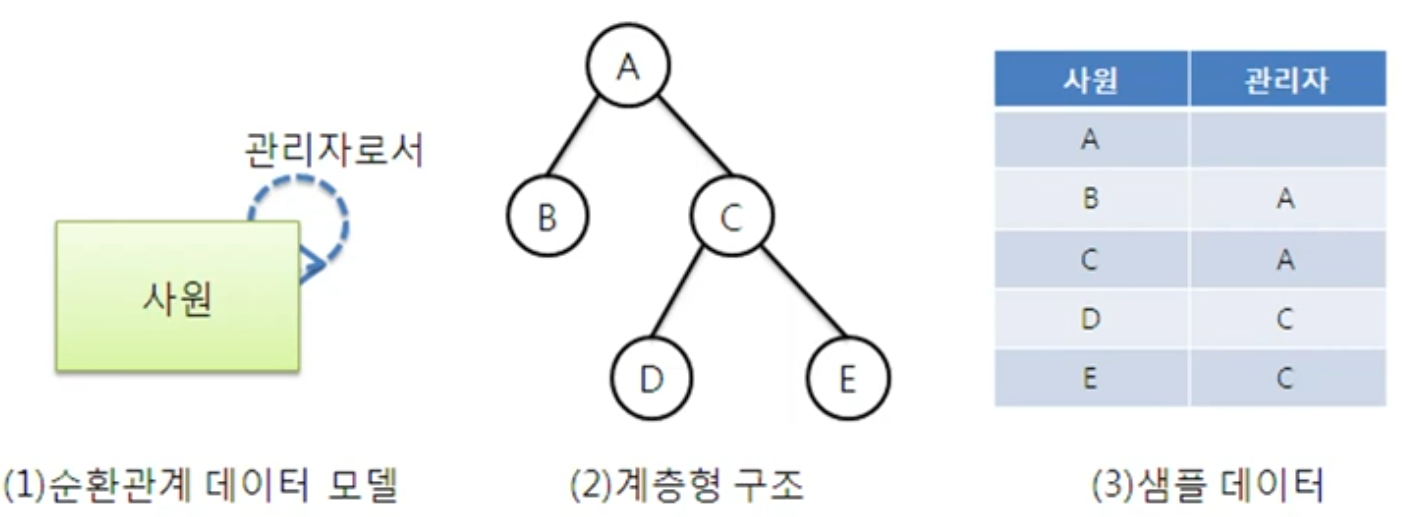 관리자로서
사원
(1)순환관계 데이터 모델
A
B
C
D
E
(2)계층형 구조
사원 관리자
A
B A
C A
D C
E C
(3)샘플 데이터